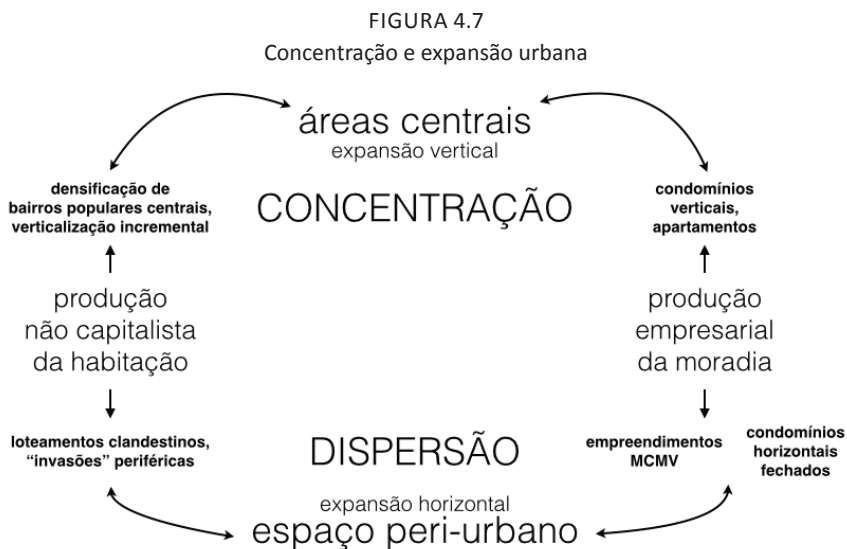 FIGURA 4.7
Concentração e expansão urbana
áreas centrais
expansão vertical
CONCENTRAÇÃO
densificação de
bairros populares centrais,
verticalização incremental
condomínios
verticais,
apartamentos
produção
não capitalista
da habitação
produção
empresarial
da moradia
loteamentos clandestinos,
“invasões” periféricas
DISPERSÃO
empreendimentos
MCMV
condomínios
horizontais
fechados
expansão horizontal
espaço peri-urbano